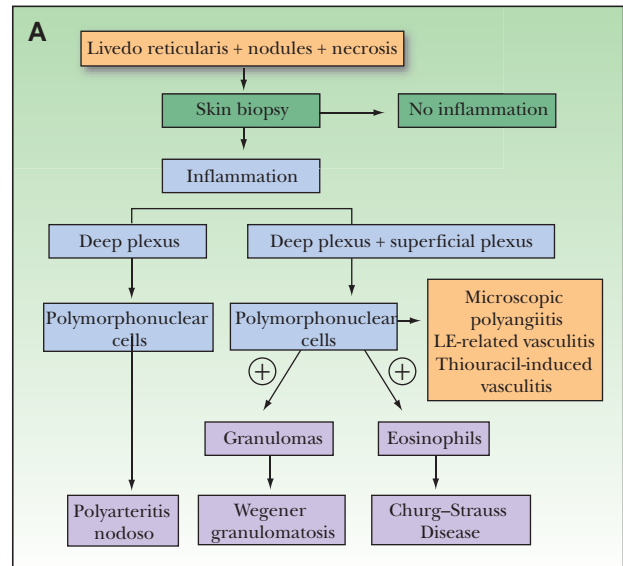 A
Livedo reticularis + nodules + necrosis
Skin biopsy
No inflammation
Inflammation
Deep plexus
Deep plexus + superficial plexus
Polymorphonuclear
cells
Polymorphonuclear
cells
Microscopic
polyangiitis
LE-related vasculitis
Thiouracil-induced
vasculitis
+
+
Granulomas
Eosinophils
Polyarteritis
nodoso
Wegener
granulomatosis
Churg–Strauss
Disease